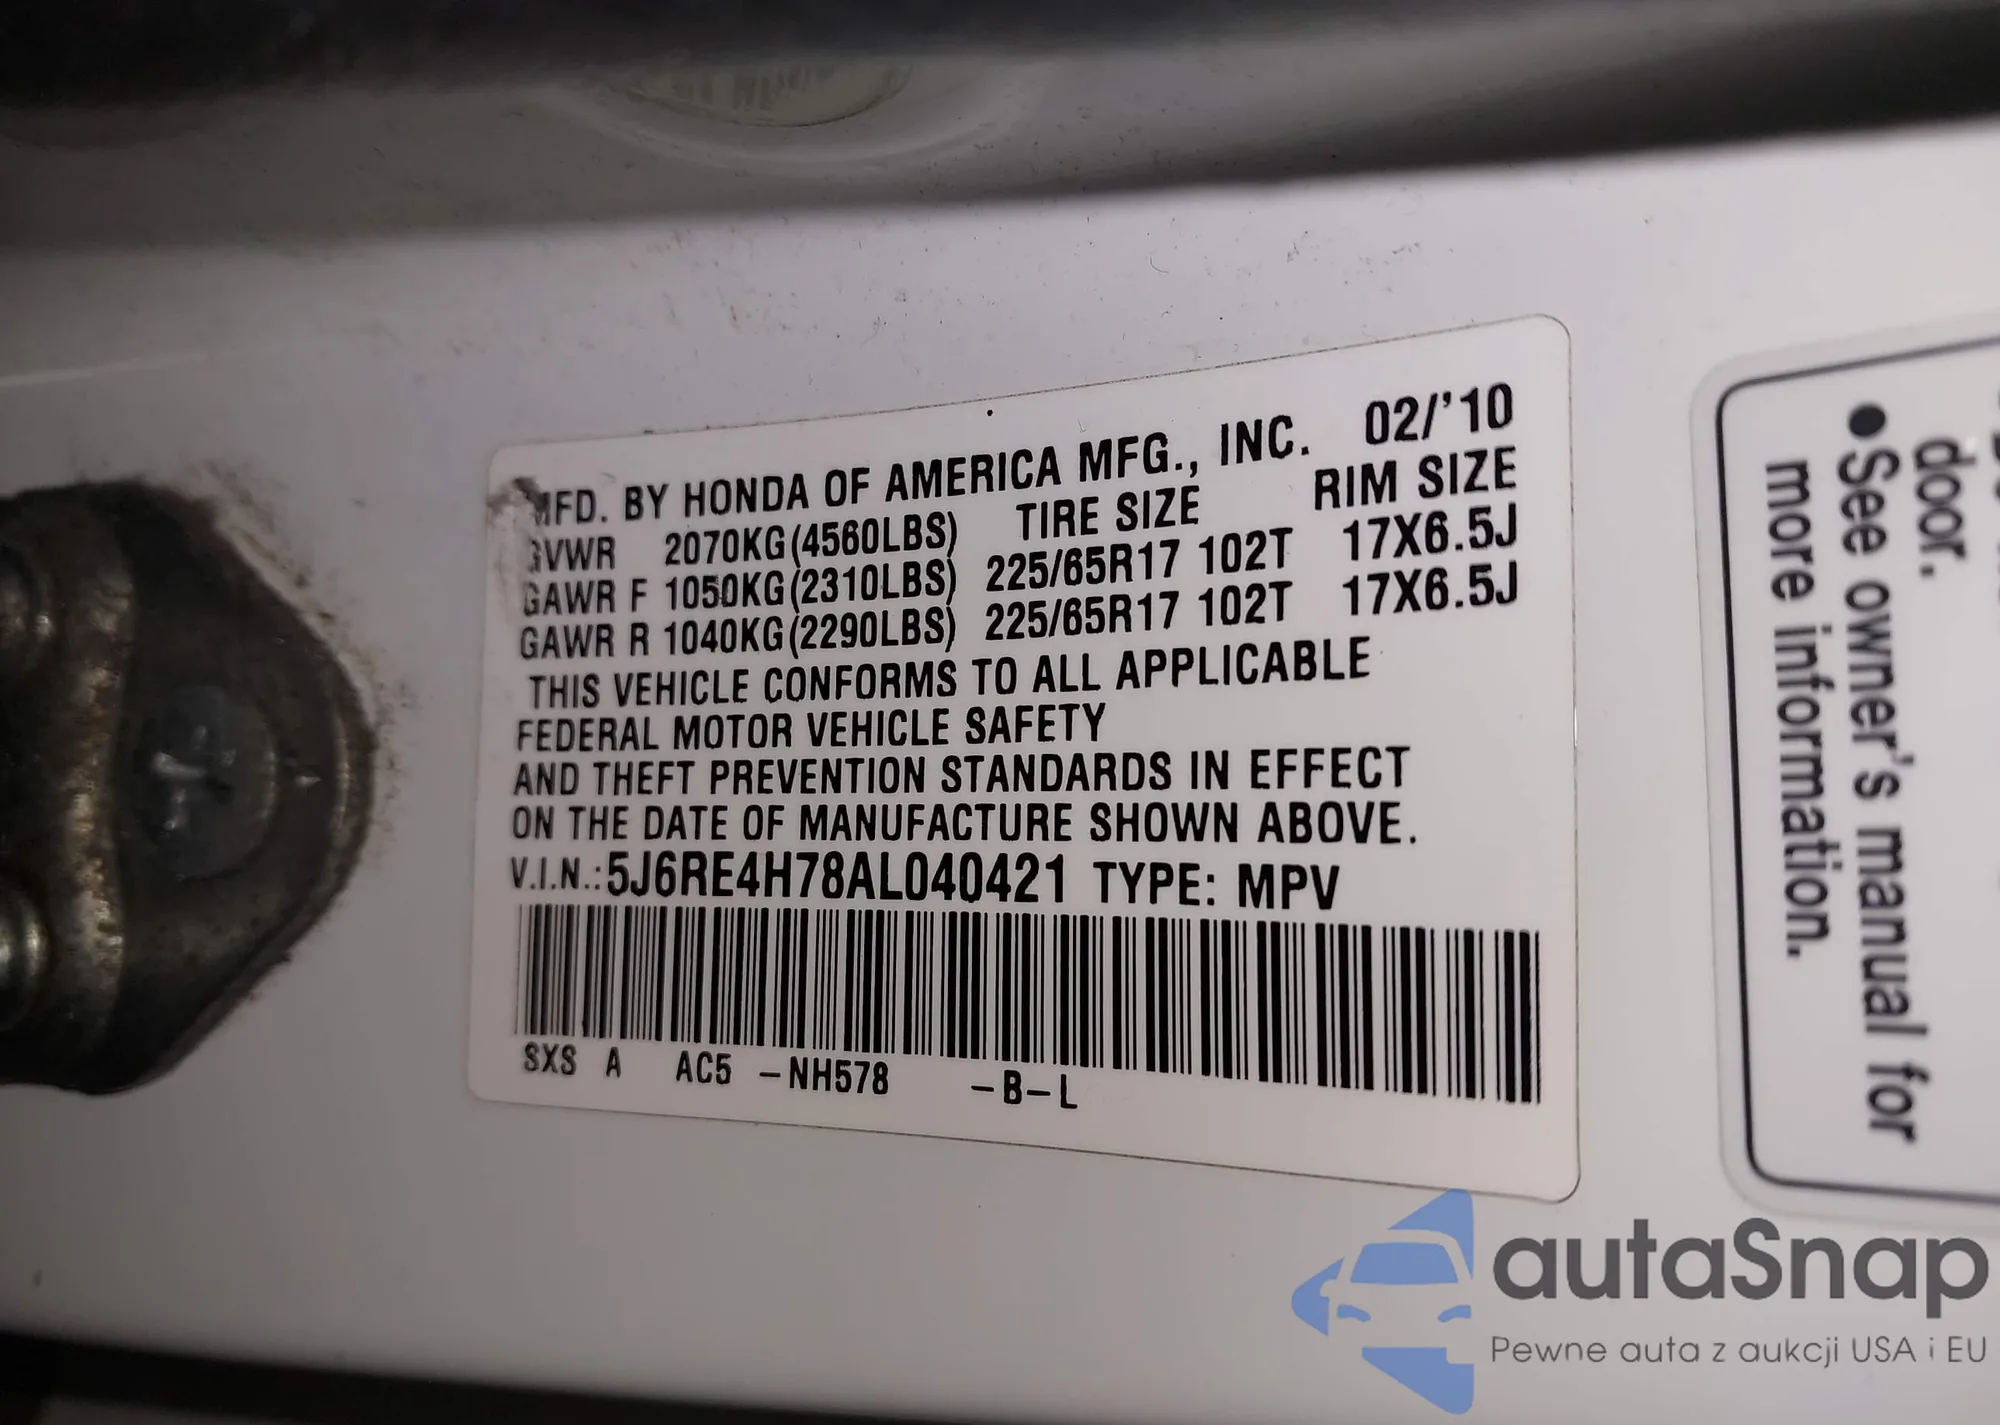 MFD. BY HONDA OF AMERICA MFG., INC. 02/'10
GVWR 2070KG(4560LBS) TIRE SIZE RIM SIZE
GAWR F 1050KG(2310LBS) 225/65R17 102T 17X6.5J
GAWR R 1040KG(2290LBS) 225/65R17 102T 17X6.5J
THIS VEHICLE CONFORMS TO ALL APPLICABLE
FEDERAL MOTOR VEHICLE SAFETY
AND THEFT PREVENTION STANDARDS IN EFFECT
ON THE DATE OF MANUFACTURE SHOWN ABOVE.
V.I.N.:5J6RE4H78AL040421 TYPE: MPV
SXS A AC5 -NH578 -B-L
door.
●See owner's manual for
more information.
autaSnap
Pewne auta z aukcji USA i EU